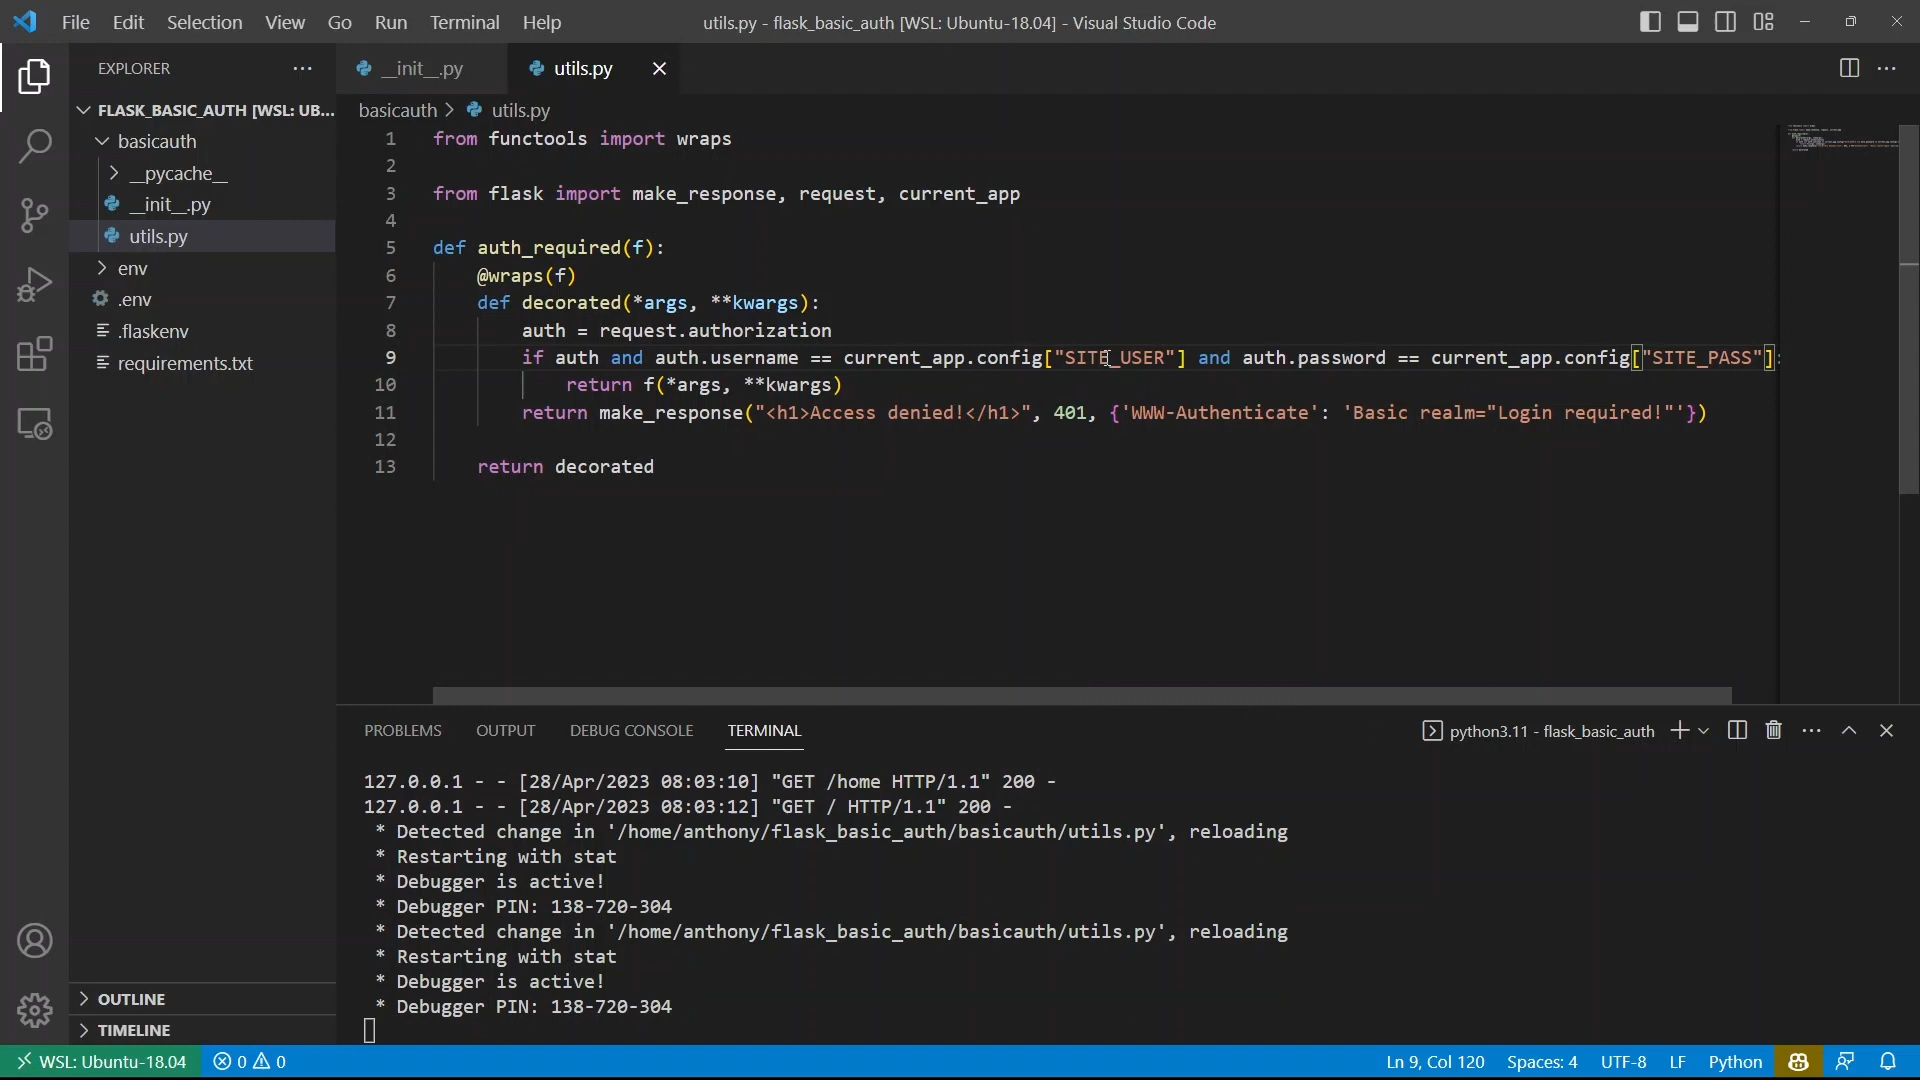 File Edit Selection View Go Run Terminal Help
utils.py - flask_basic_auth [WSL: Ubuntu-18.04] - Visual Studio Code
EXPLORER
FLASK_BASIC_AUTH [WSL: UB...
basicauth
__pycache__
__init__.py
utils.py
env
.env
.flaskenv
requirements.txt
OUTLINE
TIMELINE
__init__.py
utils.py
basicauth > utils.py
1 from functools import wraps
2
3 from flask import make_response, request, current_app
4
5 def auth_required(f):
6 @wraps(f)
7 def decorated(*args, **kwargs):
8 auth = request.authorization
9 if auth and auth.username == current_app.config["SITE_USER"] and auth.password == current_app.config["SITE_PASS"]:
10 return f(*args, **kwargs)
11 return make_response("<h1>Access denied!</h1>", 401, {'WWW-Authenticate': 'Basic realm="Login required!"'})
12
13 return decorated
PROBLEMS OUTPUT DEBUG CONSOLE TERMINAL
python3.11 - flask_basic_auth
127.0.0.1 - - [28/Apr/2023 08:03:10] "GET /home HTTP/1.1" 200 -
127.0.0.1 - - [28/Apr/2023 08:03:12] "GET / HTTP/1.1" 200 -
* Detected change in '/home/anthony/flask_basic_auth/basicauth/utils.py', reloading
* Restarting with stat
* Debugger is active!
* Debugger PIN: 138-720-304
* Detected change in '/home/anthony/flask_basic_auth/basicauth/utils.py', reloading
* Restarting with stat
* Debugger is active!
* Debugger PIN: 138-720-304
WSL: Ubuntu-18.04 0 0
Ln 9, Col 120 Spaces: 4 UTF-8 LF Python